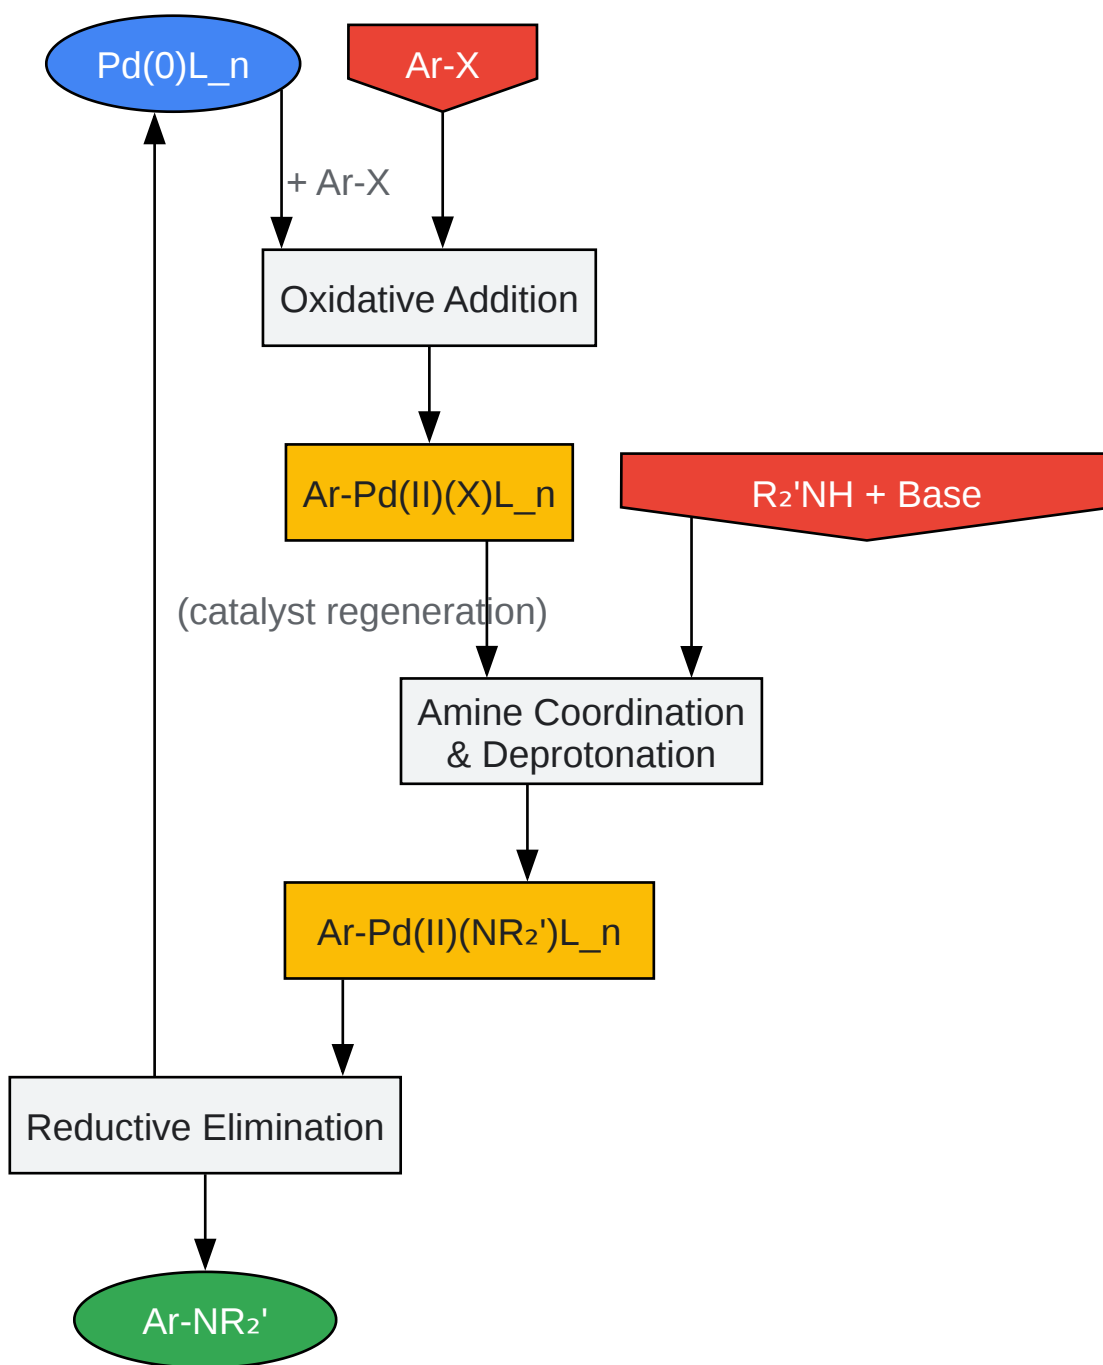 Pd(0)L_n
Ar-X
+ Ar-X
Oxidative Addition
Ar-Pd(II)(X)L_n
R₂'NH + Base
(catalyst regeneration)
Amine Coordination
& Deprotonation
Ar-Pd(II)(NR₂')L_n
Reductive Elimination
Ar-NR₂'